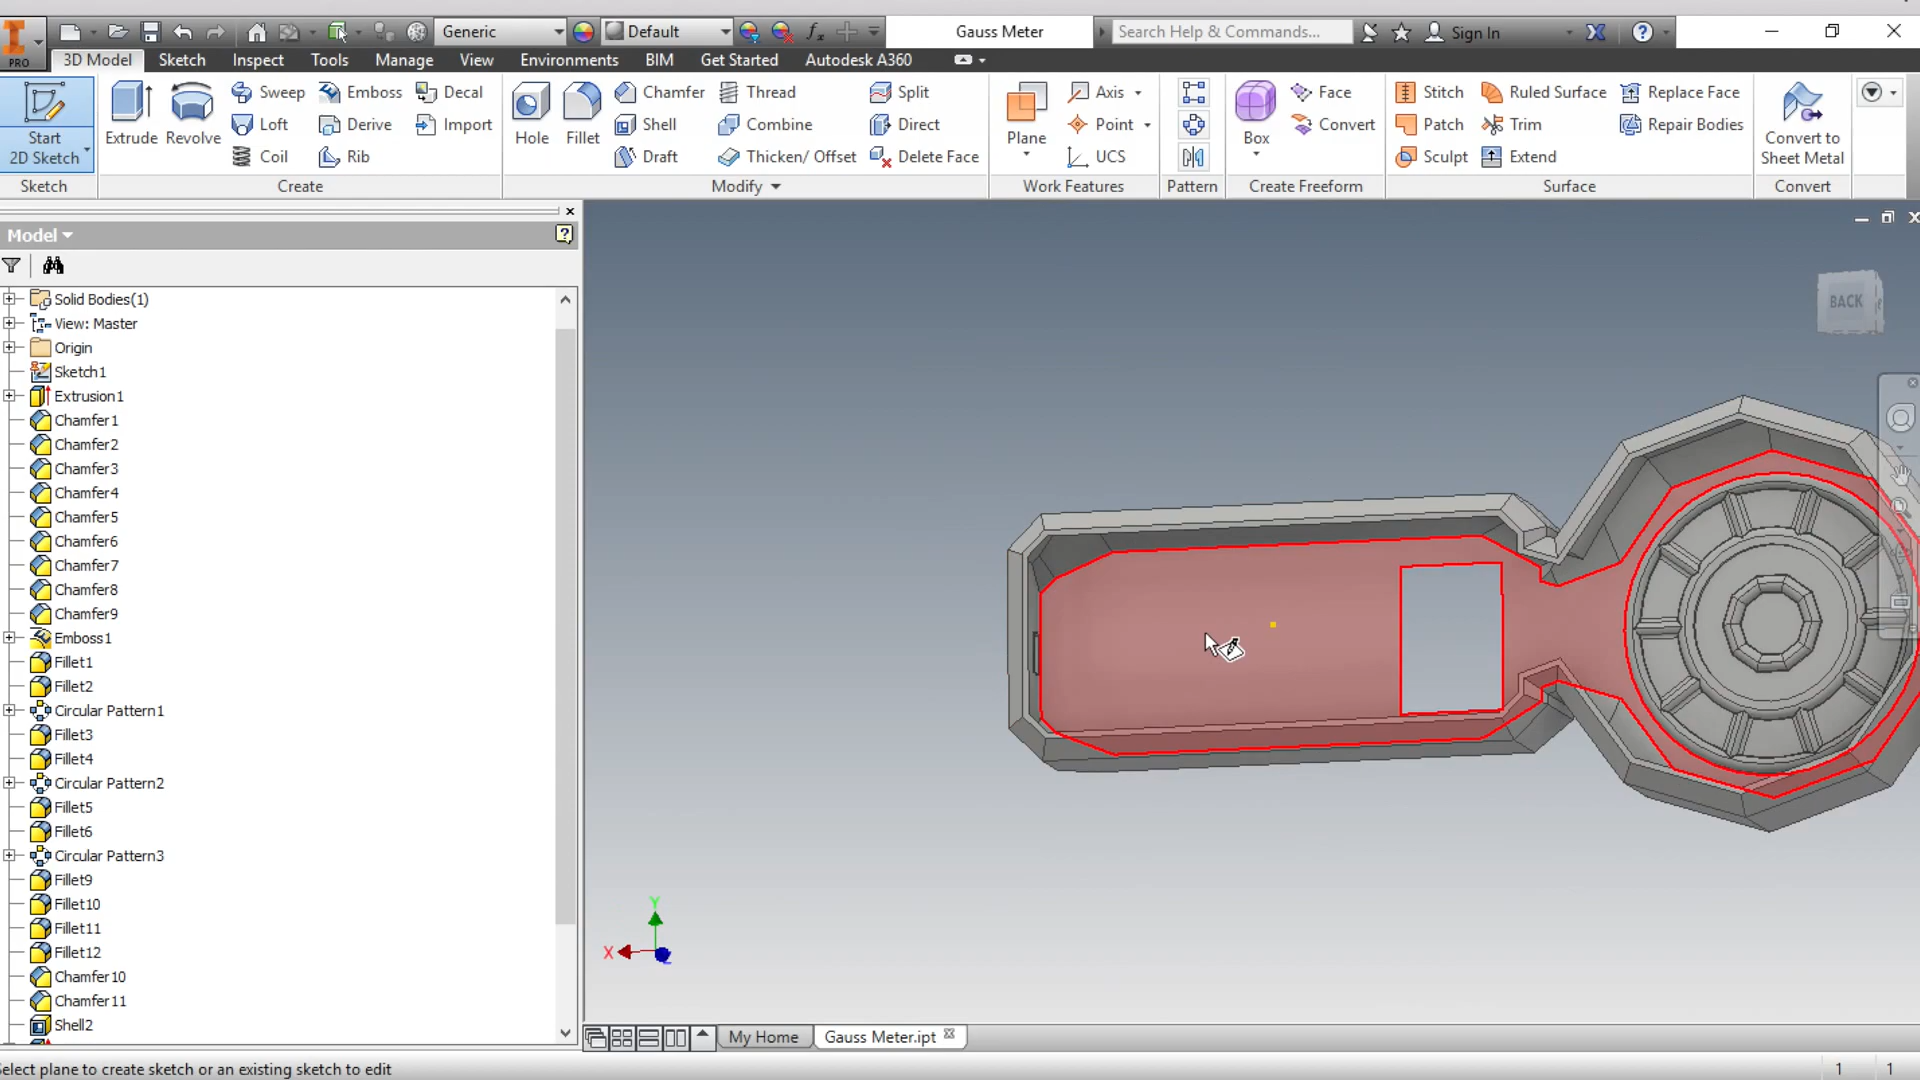 Generic
Default
Gauss Meter
Search Help & Commands...
Sign In
PRO
3D Model
Sketch
Inspect
Tools
Manage
View
Environments
BIM
Get Started
Autodesk A360
Start
2D Sketch
Extrude
Revolve
Sweep
Emboss
Decal
Loft
Derive
Import
Coil
Rib
Hole
Fillet
Chamfer
Thread
Split
Shell
Combine
Direct
Draft
Thicken/ Offset
Delete Face
Plane
Axis
Point
UCS
Box
Face
Convert
Stitch
Ruled Surface
Replace Face
Patch
Trim
Repair Bodies
Sculpt
Extend
Convert to
Sheet Metal
Sketch
Create
Modify
Work Features
Pattern
Create Freeform
Surface
Convert
Model
BACK
Solid Bodies(1)
View: Master
Origin
Sketch1
Extrusion1
Chamfer1
Chamfer2
Chamfer3
Chamfer4
Chamfer5
Chamfer6
Chamfer7
Chamfer8
Chamfer9
Emboss1
Fillet1
Fillet2
Circular Pattern1
Fillet3
Fillet4
Circular Pattern2
Fillet5
Fillet6
Circular Pattern3
Fillet9
Fillet10
Fillet11
Fillet12
Chamfer10
Chamfer11
Shell2
Y
X
My Home
Gauss Meter.ipt
elect plane to create sketch or an existing sketch to edit
1 1